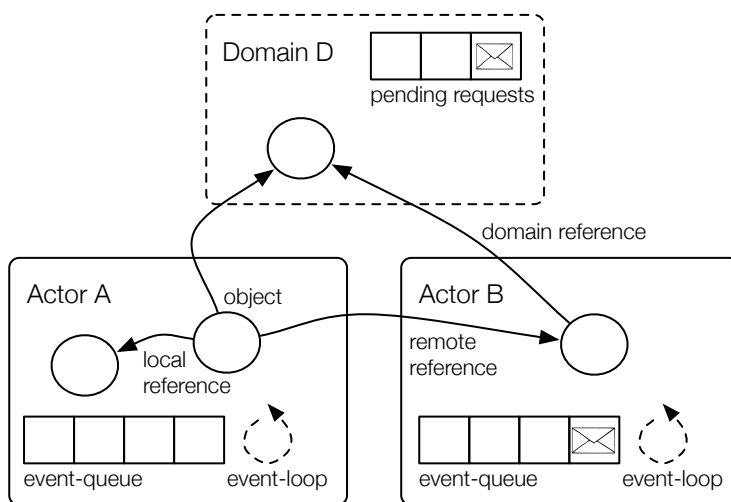 Domain D
pending requests
domain reference
Actor A
object
local
reference
event-queue
event-loop
Actor B
remote
reference
event-queue
event-loop